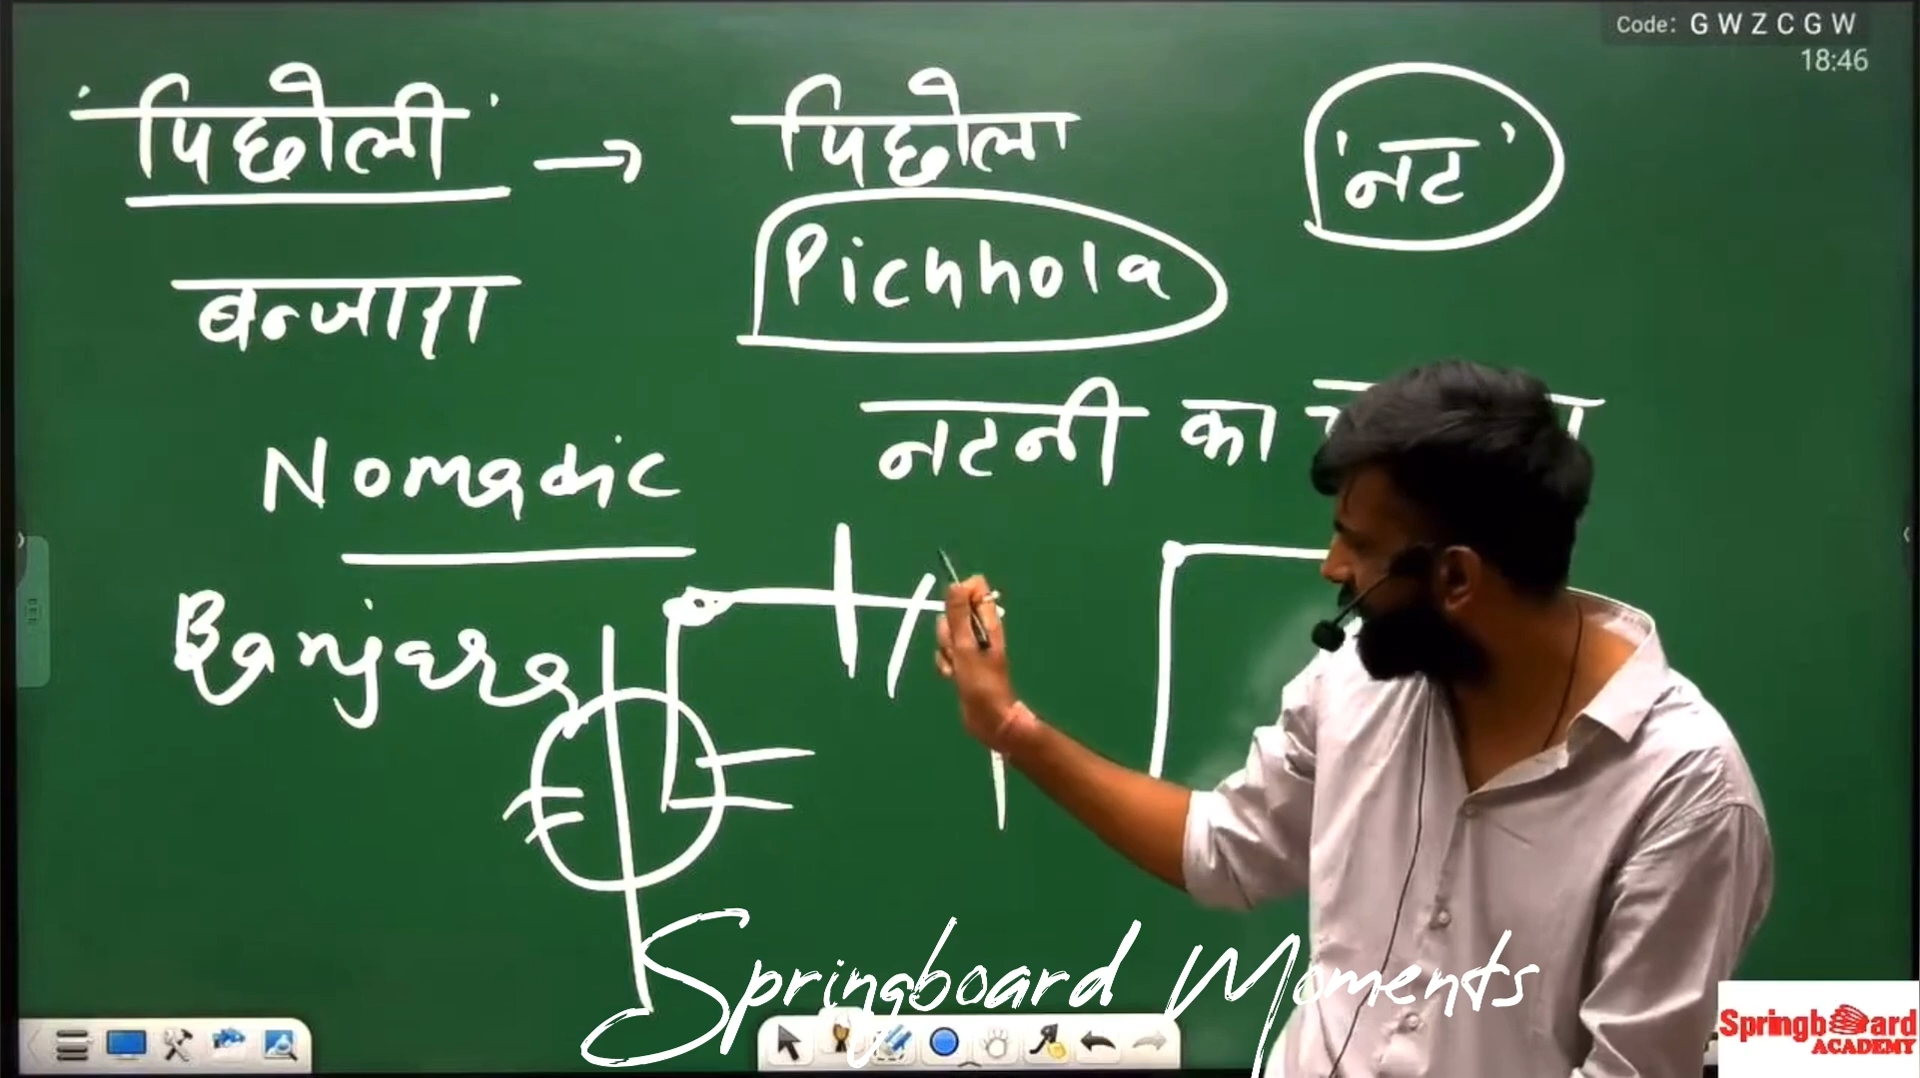 Code: GWZCGW
18:46
'पिछोली' → पिछोला 'नट'
Pichhola
बन्जारा
नटनी का
Nomadic
Banjara
Springboard Moments
Springboard
ACADEMY